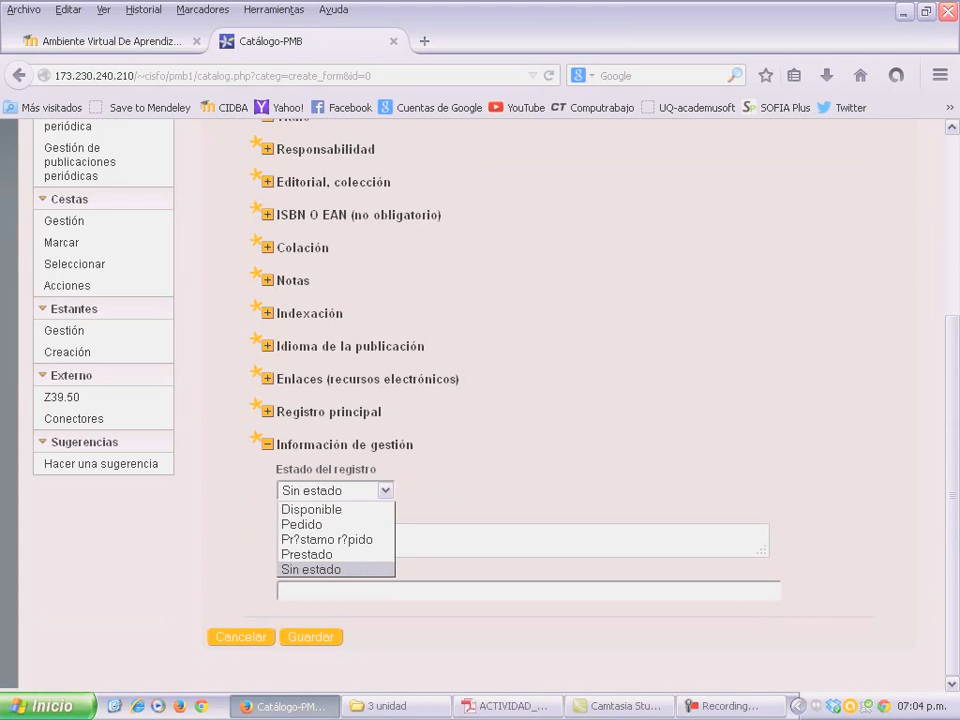 Archivo Editar Ver Historial Marcadores Herramientas Ayuda
Ambiente Virtual De Aprendiz... Catálogo-PMB
173.230.240.210/~cisfo/pmb1/catalog.php?categ=create_form&id=0 Google
Más visitados Save to Mendeley CIDBA Yahoo! Facebook Cuentas de Google YouTube CT Computrabajo UQ-academusoft SOFIA Plus Twitter »
periódica
Gestión de
publicaciones
periódicas
Cestas
Gestión
Marcar
Seleccionar
Acciones
Estantes
Gestión
Creación
Externo
Z39.50
Conectores
Sugerencias
Hacer una sugerencia
Responsabilidad
Editorial, colección
ISBN O EAN (no obligatorio)
Colación
Notas
Indexación
Idioma de la publicación
Enlaces (recursos electrónicos)
Registro principal
Información de gestión
Estado del registro
Sin estado
Disponible
Pedido
Pr?stamo r?pido
Prestado
Sin estado
Cancelar Guardar
Inicio Catálogo-PM... 3 unidad ACTIVIDAD_... Camtasia Stu... Recording... 07:04 p.m.